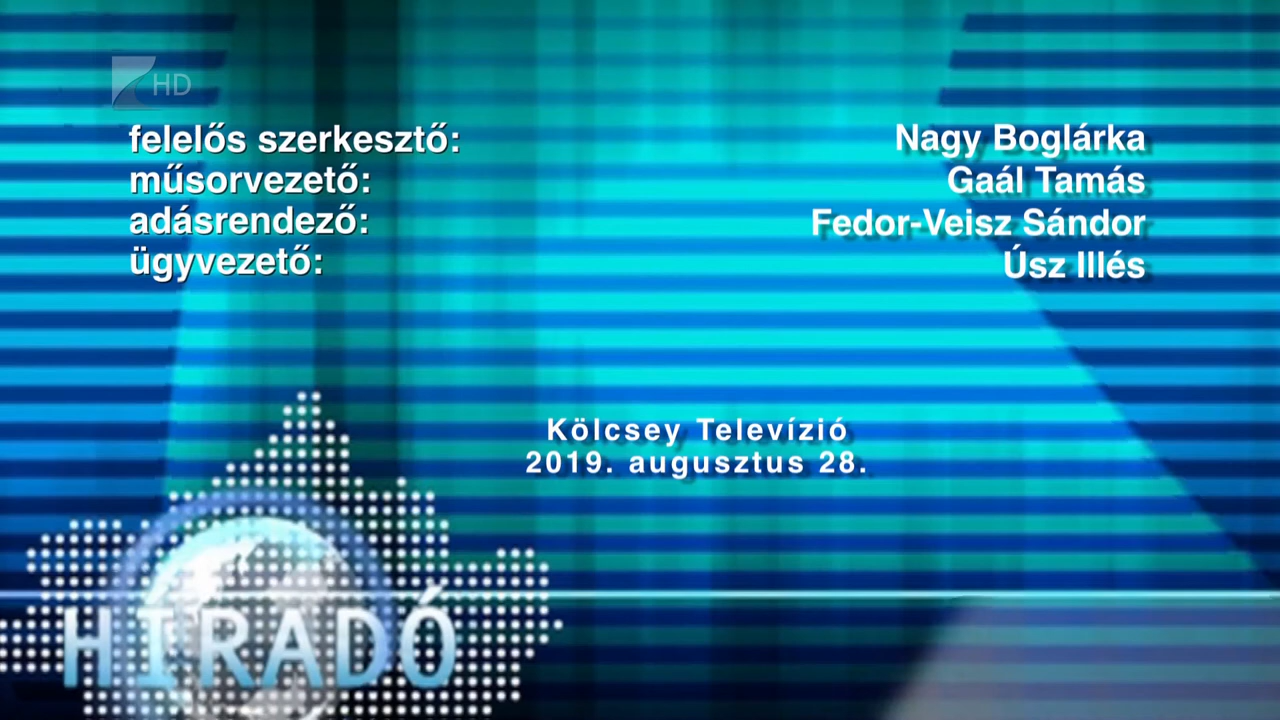 HD
felelős szerkesztő: Nagy Boglárka
műsorvezető: Gaál Tamás
adásrendező: Fedor-Veisz Sándor
ügyvezető: Úsz Illés
Kölcsey Televízió
2019. augusztus 28.
HIRADÓ